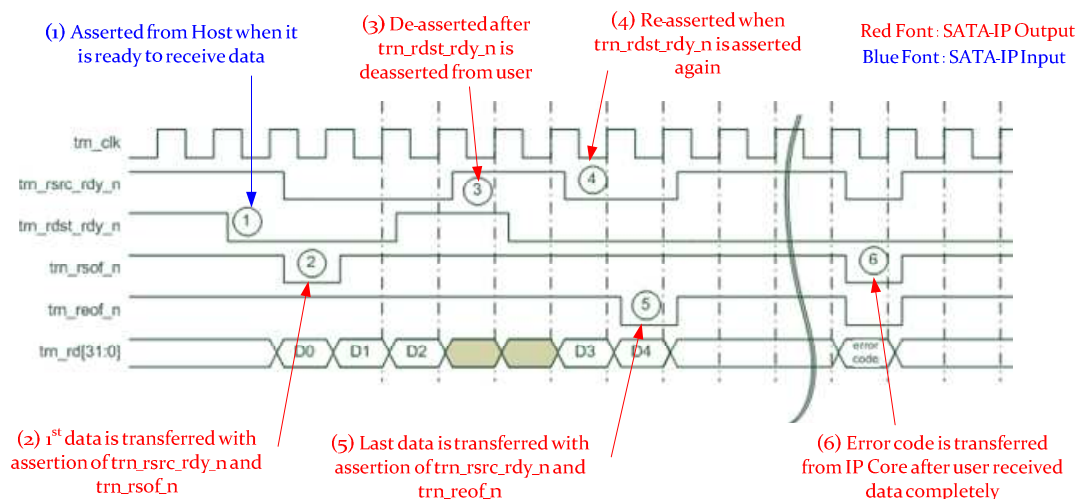 (1) Asserted from Host when it
is ready to receive data
(3) De-asserted after
trn_rdst_rdy_n is
deasserted from user
(4) Re-asserted when
trn_rdst_rdy_n is asserted
again
Red Font: SATA-IP Output
Blue Font: SATA-IP Input
trn_clk
trn_rsrc_rdy_n
3
4
trn_rdst_rdy_n
1
trn_rsof_n
2
6
trn_reof_n
5
trn_rd[31:0]
D0
D1
D2
D3
D4
error
code
(2) 1st data is transferred with
assertion of trn_rsrc_rdy_n and
trn_rsof_n
(5) Last data is transferred with
assertion of trn_rsrc_rdy_n and
trn_reof_n
(6) Error code is transferred
from IP Core after user received
data completely